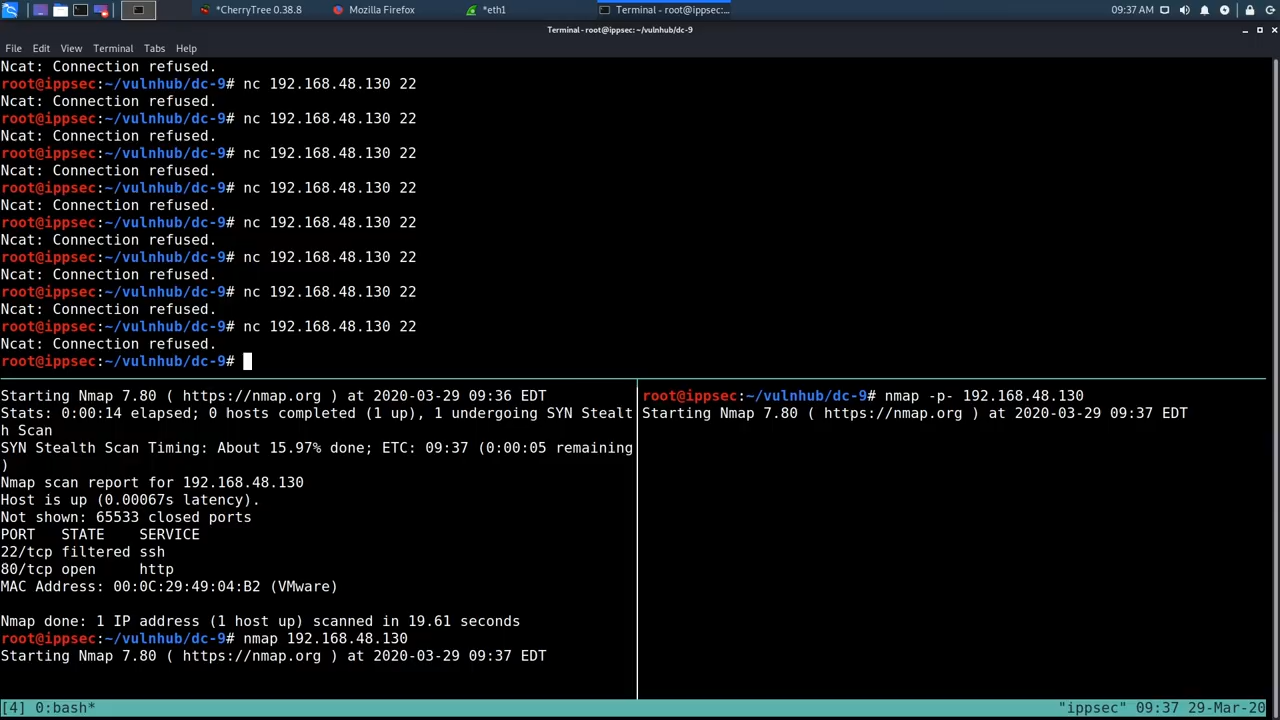 *CherryTree 0.38.8
Mozilla Firefox
*eth1
Terminal - root@ippsec:...
09:37 AM
Terminal - root@ippsec: ~/vulnhub/dc-9
File Edit View Terminal Tabs Help
Ncat: Connection refused.
root@ippsec:~/vulnhub/dc-9# nc 192.168.48.130 22
Ncat: Connection refused.
root@ippsec:~/vulnhub/dc-9# nc 192.168.48.130 22
Ncat: Connection refused.
root@ippsec:~/vulnhub/dc-9# nc 192.168.48.130 22
Ncat: Connection refused.
root@ippsec:~/vulnhub/dc-9# nc 192.168.48.130 22
Ncat: Connection refused.
root@ippsec:~/vulnhub/dc-9# nc 192.168.48.130 22
Ncat: Connection refused.
root@ippsec:~/vulnhub/dc-9# nc 192.168.48.130 22
Ncat: Connection refused.
root@ippsec:~/vulnhub/dc-9# nc 192.168.48.130 22
Ncat: Connection refused.
root@ippsec:~/vulnhub/dc-9# nc 192.168.48.130 22
Ncat: Connection refused.
root@ippsec:~/vulnhub/dc-9#
Starting Nmap 7.80 ( https://nmap.org ) at 2020-03-29 09:36 EDT
Stats: 0:00:14 elapsed; 0 hosts completed (1 up), 1 undergoing SYN Stealt
h Scan
SYN Stealth Scan Timing: About 15.97% done; ETC: 09:37 (0:00:05 remaining
)
Nmap scan report for 192.168.48.130
Host is up (0.00067s latency).
Not shown: 65533 closed ports
PORT   STATE    SERVICE
22/tcp filtered ssh
80/tcp open     http
MAC Address: 00:0C:29:49:04:B2 (VMware)
Nmap done: 1 IP address (1 host up) scanned in 19.61 seconds
root@ippsec:~/vulnhub/dc-9# nmap 192.168.48.130
Starting Nmap 7.80 ( https://nmap.org ) at 2020-03-29 09:37 EDT
root@ippsec:~/vulnhub/dc-9# nmap -p- 192.168.48.130
Starting Nmap 7.80 ( https://nmap.org ) at 2020-03-29 09:37 EDT
[4] 0:bash*
"ippsec" 09:37 29-Mar-20